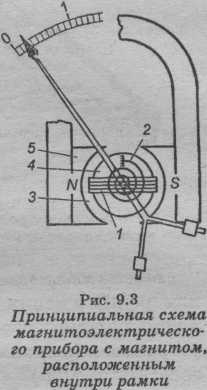 0
1
5
4
3
N
2
S
1
Рис. 9.3
Принципиальная схема
магнитоэлектрическо-
го прибора с магнитом,
расположенным
внутри рамки